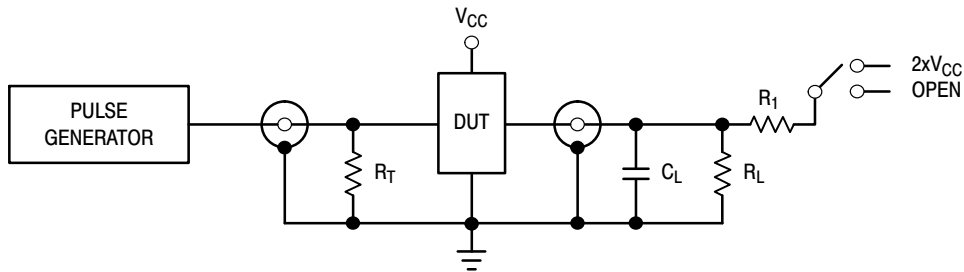 V_CC
2xV_CC
OPEN
PULSE
GENERATOR
DUT
R_1
R_T
C_L
R_L